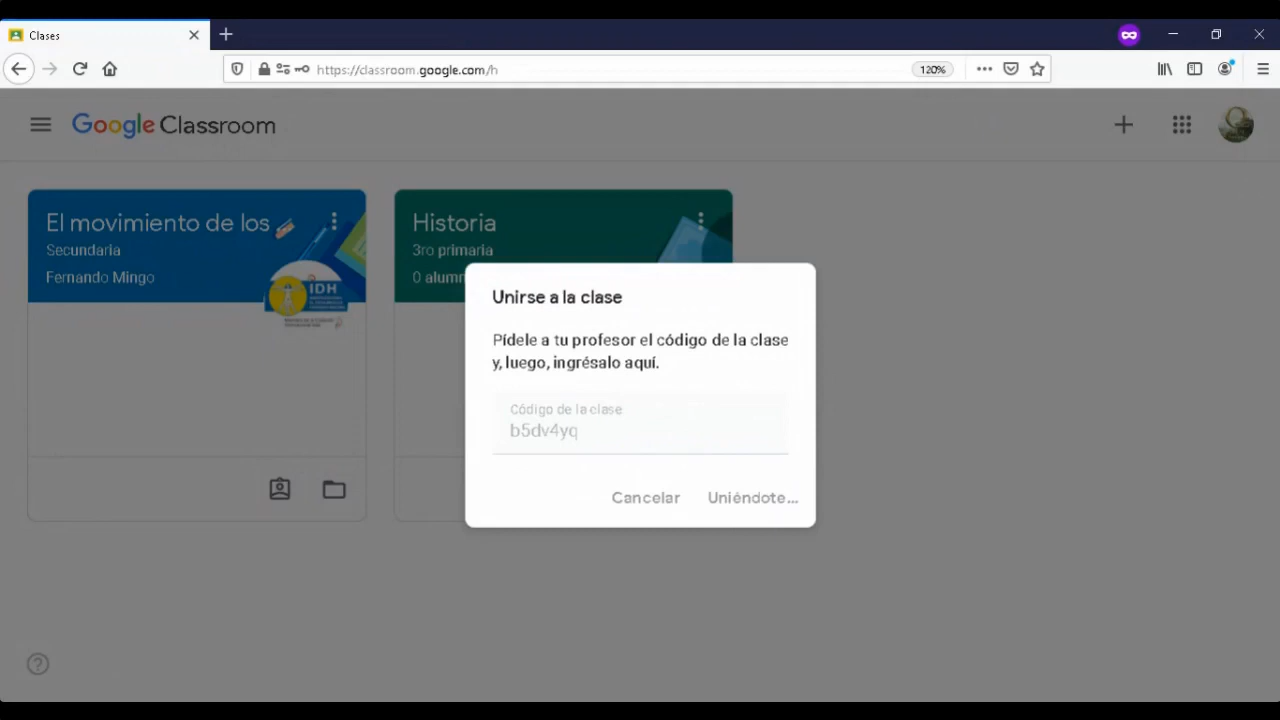 Clases
https://classroom.google.com/h
120%
Google Classroom
El movimiento de los
Secundaria
Fernando Mingo
IDH
Historia
3ro primaria
0 alumn
Unirse a la clase
Pídele a tu profesor el código de la clase
y, luego, ingrésalo aquí.
Código de la clase
b5dv4yq
Cancelar
Uniéndote...